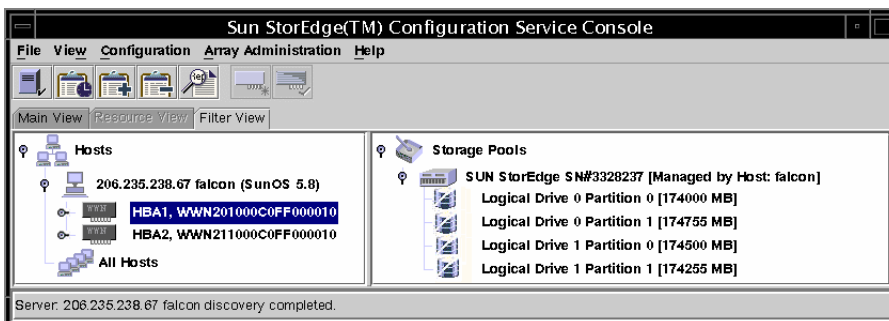 Sun StorEdge(TM) Configuration Service Console
File View Configuration Array Administration Help
Main View Resource View Filter View
Hosts
206.235.238.67 falcon (SunOS 5.8)
HBA1, WWN201000C0FF000010
HBA2, WWN211000C0FF000010
All Hosts
Storage Pools
SUN StorEdge SN#3328237 [Managed by Host: falcon]
Logical Drive 0 Partition 0 [174000 MB]
Logical Drive 0 Partition 1 [174755 MB]
Logical Drive 1 Partition 0 [174500 MB]
Logical Drive 1 Partition 1 [174255 MB]
Server: 206.235.238.67 falcon discovery completed.